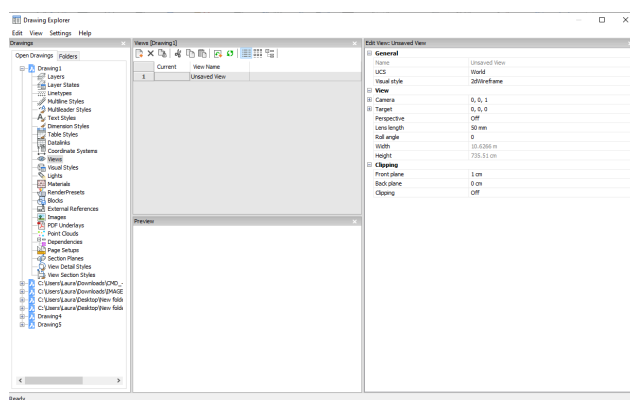 Drawing Explorer
Edit View Settings Help
Drawings
Open Drawings Folders
Drawing1
Layers
Layer States
Linetypes
Multiline Styles
Multileader Styles
Text Styles
Dimension Styles
Table Styles
Datalinks
Coordinate Systems
Views
Visual Styles
Lights
Materials
RenderPresets
Blocks
External References
Images
PDF Underlays
Point Clouds
Dependencies
Page Setups
Section Planes
View Detail Styles
View Section Styles
C:\Users\Laura\Downloads\CMD_-
C:\Users\Laura\Downloads\IMAGE
C:\Users\Laura\Desktop\New folde
C:\Users\Laura\Desktop\New folde
Drawing4
Drawing5
Views [Drawing1]
Current View Name
1 Unsaved View
Preview
Edit View: Unsaved View
General
Name Unsaved View
UCS World
Visual style 2dWireframe
View
Camera 0, 0, 1
Target 0, 0, 0
Perspective Off
Lens length 50 mm
Roll angle 0
Width 10.6266 m
Height 735.51 cm
Clipping
Front plane 1 cm
Back plane 0 cm
Clipping Off
Ready